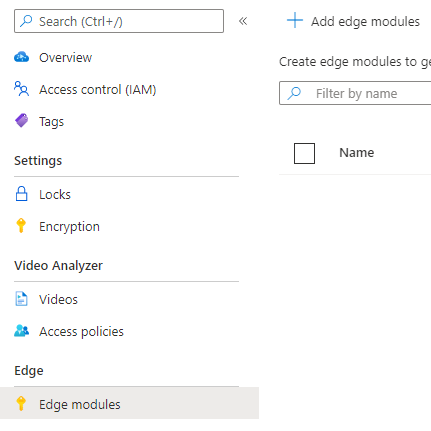 Search (Ctrl+/)
«
Add edge modules
Overview
Access control (IAM)
Tags
Settings
Locks
Encryption
Video Analyzer
Videos
Access policies
Edge
Edge modules
Create edge modules to ge
Filter by name
Name